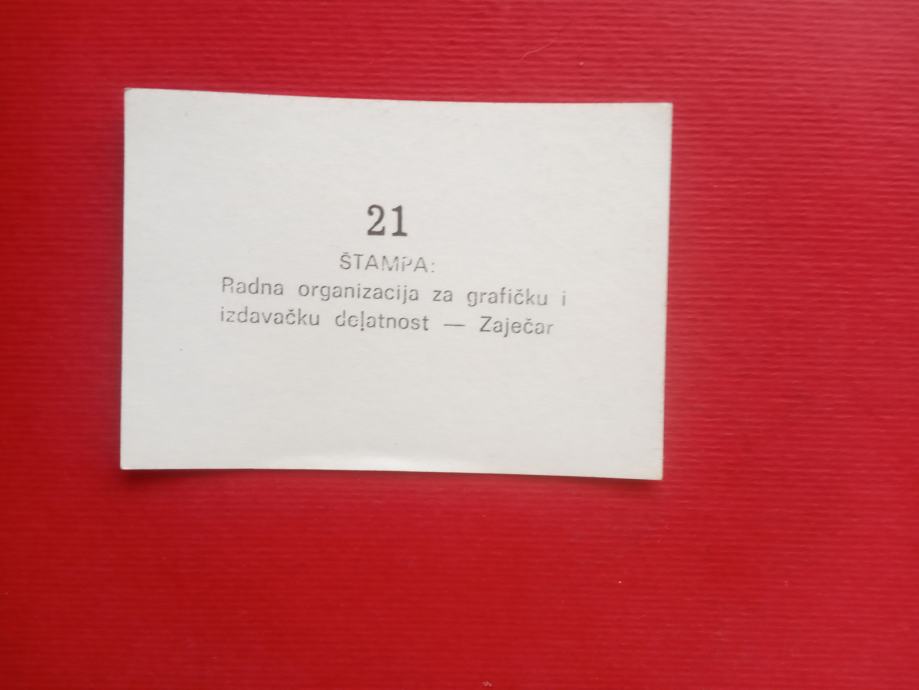 21
ŠTAMPA:
Radna organizacija za grafičku i
izdavačku delatnost — Zaječar